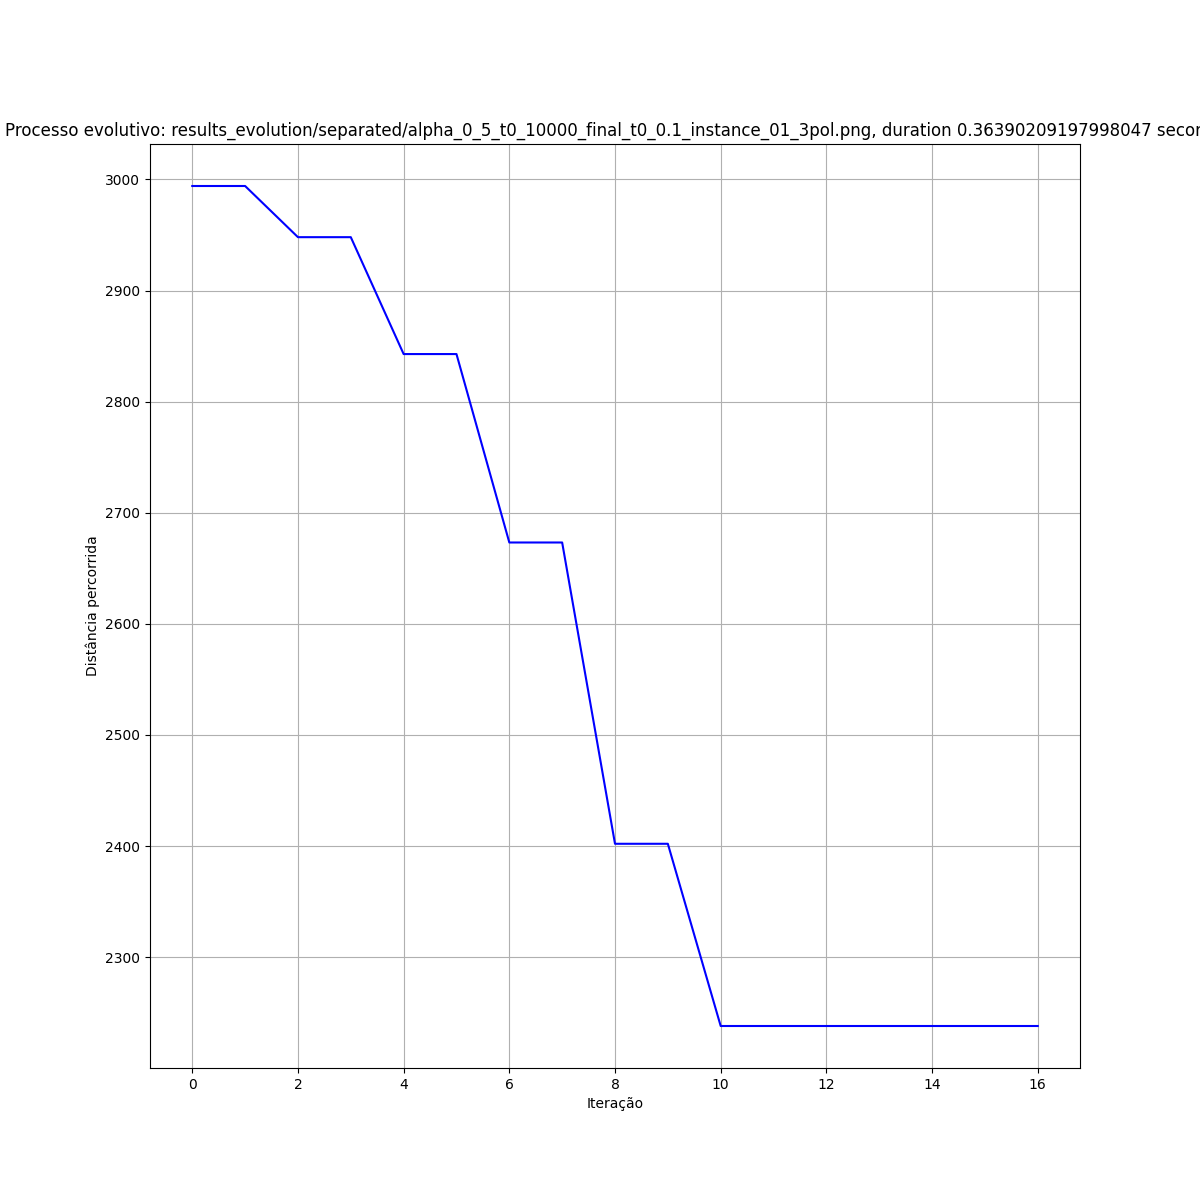 Processo evolutivo: results_evolution/separated/alpha_0_5_t0_10000_final_t0_0.1_instance_01_3pol.png, duration 0.36390209197998047 secon
3000
2900
2800
2700
2600
2500
2400
2300
Distância percorrida
0 2 4 6 8 10 12 14 16
Iteração